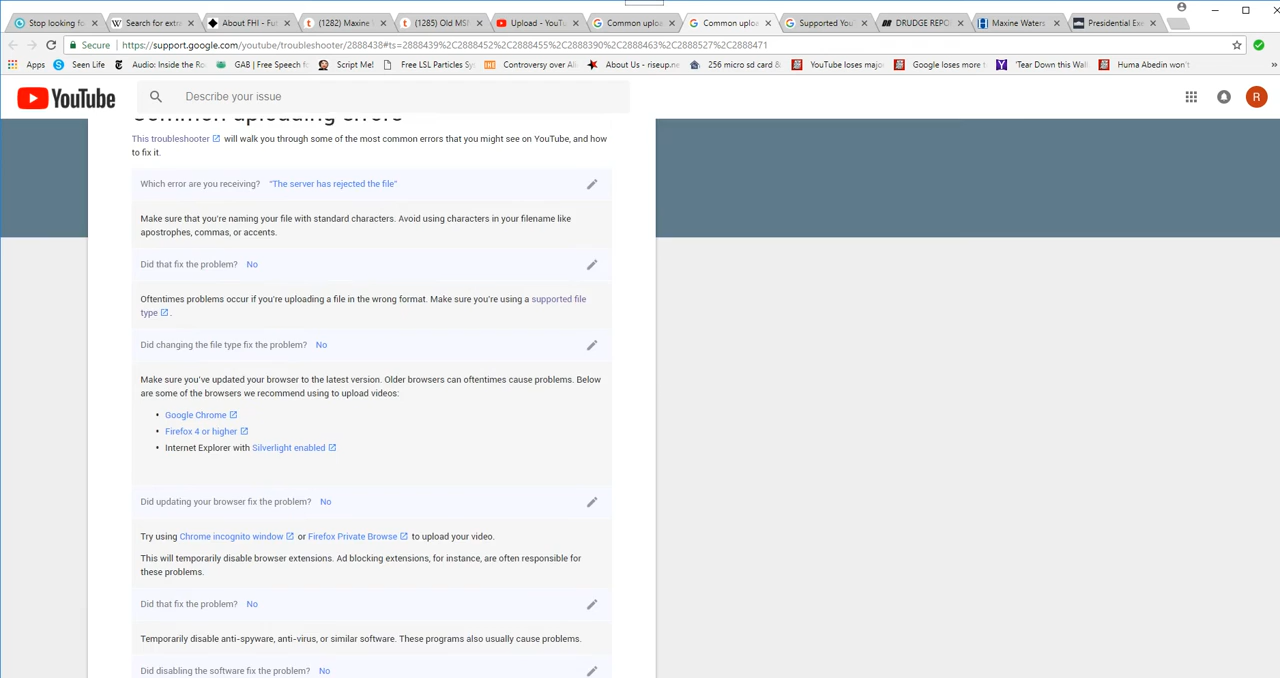 Stop looking fo
Search for extra
About FHI - Fut
(1282) Maxine
(1285) Old MSN
Upload - YouTu
Common uploa
Common uploa
Supported You
DRUDGE REPO
Maxine Waters
Presidential Exe
Secure
https://support.google.com/youtube/troubleshooter/2888438#ts=2888439%2C2888452%2C2888455%2C2888390%2C2888463%2C2888527%2C2888471
Apps
Seen Life
Audio: Inside the Ro
GAB | Free Speech fo
Script Me!
Free LSL Particles Sy
Controversy over Al
About Us - riseup.ne
256 micro sd card &
YouTube loses majo
Google loses more
'Tear Down this Wal
Huma Abedin won't
»
YouTube
Describe your issue
R
Common uploading errors
This troubleshooter will walk you through some of the most common errors that you might see on YouTube, and how
to fix it.
Which error are you receiving? "The server has rejected the file"
Make sure that you're naming your file with standard characters. Avoid using characters in your filename like
apostrophes, commas, or accents.
Did that fix the problem? No
Oftentimes problems occur if you're uploading a file in the wrong format. Make sure you're using a supported file
type .
Did changing the file type fix the problem? No
Make sure you've updated your browser to the latest version. Older browsers can oftentimes cause problems. Below
are some of the browsers we recommend using to upload videos:
• Google Chrome
• Firefox 4 or higher
• Internet Explorer with Silverlight enabled
Did updating your browser fix the problem? No
Try using Chrome incognito window or Firefox Private Browse to upload your video.
This will temporarily disable browser extensions. Ad blocking extensions, for instance, are often responsible for
these problems.
Did that fix the problem? No
Temporarily disable anti-spyware, anti-virus, or similar software. These programs also usually cause problems.
Did disabling the software fix the problem? No